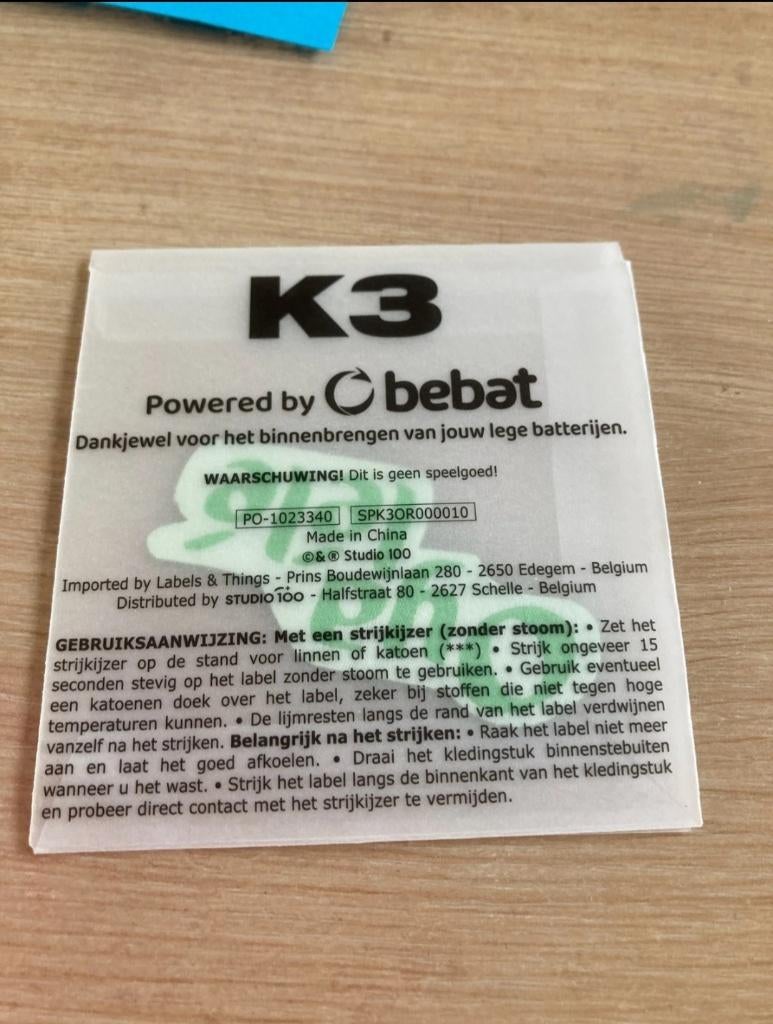 K3
Powered by bebat
Dankjewel voor het binnenbrengen van jouw lege batterijen.
WAARSCHUWING! Dit is geen speelgoed!
PO-1023340 SPK3OR000010
Made in China
©&® Studio 100
Imported by Labels & Things - Prins Boudewijnlaan 280 - 2650 Edegem - Belgium
Distributed by STUDIO 100 - Halfstraat 80 - 2627 Schelle - Belgium
GEBRUIKSAANWIJZING: Met een strijkijzer (zonder stoom): • Zet het
strijkijzer op de stand voor linnen of katoen (***) • Strijk ongeveer 15
seconden stevig op het label zonder stoom te gebruiken. • Gebruik eventueel
een katoenen doek over het label, zeker bij stoffen die niet tegen hoge
temperaturen kunnen. • De lijmresten langs de rand van het label verdwijnen
vanzelf na het strijken. Belangrijk na het strijken: • Raak het label niet meer
aan en laat het goed afkoelen. • Draai het kledingstuk binnenstebuiten
wanneer u het wast. • Strijk het label langs de binnenkant van het kledingstuk
en probeer direct contact met het strijkijzer te vermijden.